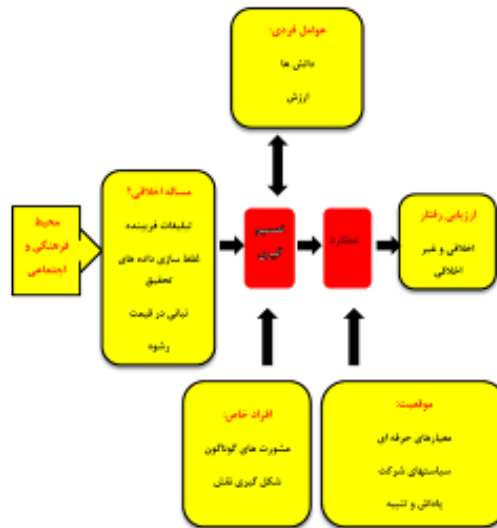 عوامل فردی:
دانش ها
ارزش
محیط
فرهنگی و
اجتماعی
مساله اخلاقی؟
تبلیغات فریبنده
غلط سازی داده های
تحقیق
تبانی در قیمت
رشوه
تصمیم
گیری
عملکرد
ارزیابی رفتار
اخلاقی و غیر
اخلاقی
افراد خاص:
مشورت های گوناگون
شکل گیری نقش
موقعیت:
معیارهای حرفه ای
سیاستهای شرکت
پاداش و تنبیه